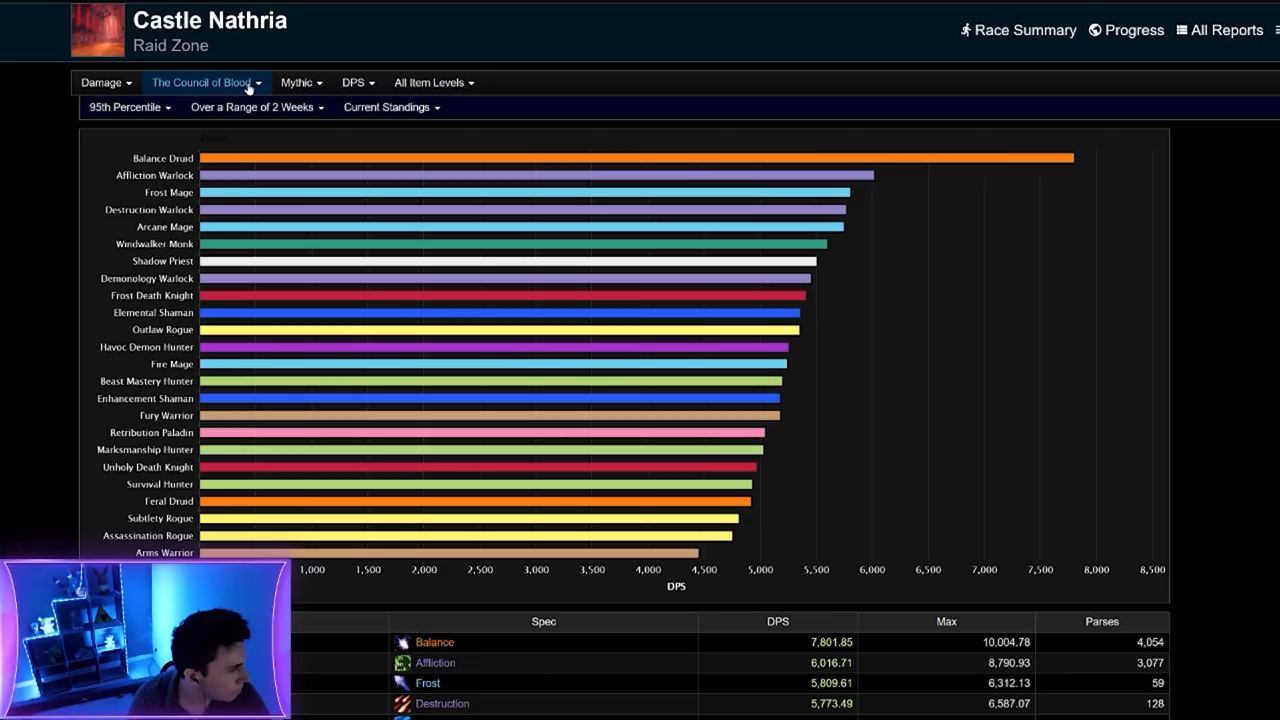 Castle Nathria
Raid Zone
Race Summary Progress All Reports
Damage The Council of Blood Mythic DPS All Item Levels
95th Percentile Over a Range of 2 Weeks Current Standings
Zoom
Balance Druid
Affliction Warlock
Frost Mage
Destruction Warlock
Arcane Mage
Windwalker Monk
Shadow Priest
Demonology Warlock
Frost Death Knight
Elemental Shaman
Outlaw Rogue
Havoc Demon Hunter
Fire Mage
Beast Mastery Hunter
Enhancement Shaman
Fury Warrior
Retribution Paladin
Marksmanship Hunter
Unholy Death Knight
Survival Hunter
Feral Druid
Subtlety Rogue
Assassination Rogue
Arms Warrior
1,000 1,500 2,000 2,500 3,000 3,500 4,000 4,500 5,000 5,500 6,000 6,500 7,000 7,500 8,000 8,500
DPS
Spec DPS Max Parses
Balance 7,801.85 10,004.78 4,054
Affliction 6,016.71 8,790.93 3,077
Frost 5,809.61 6,312.13 59
Destruction 5,773.49 6,587.07 128